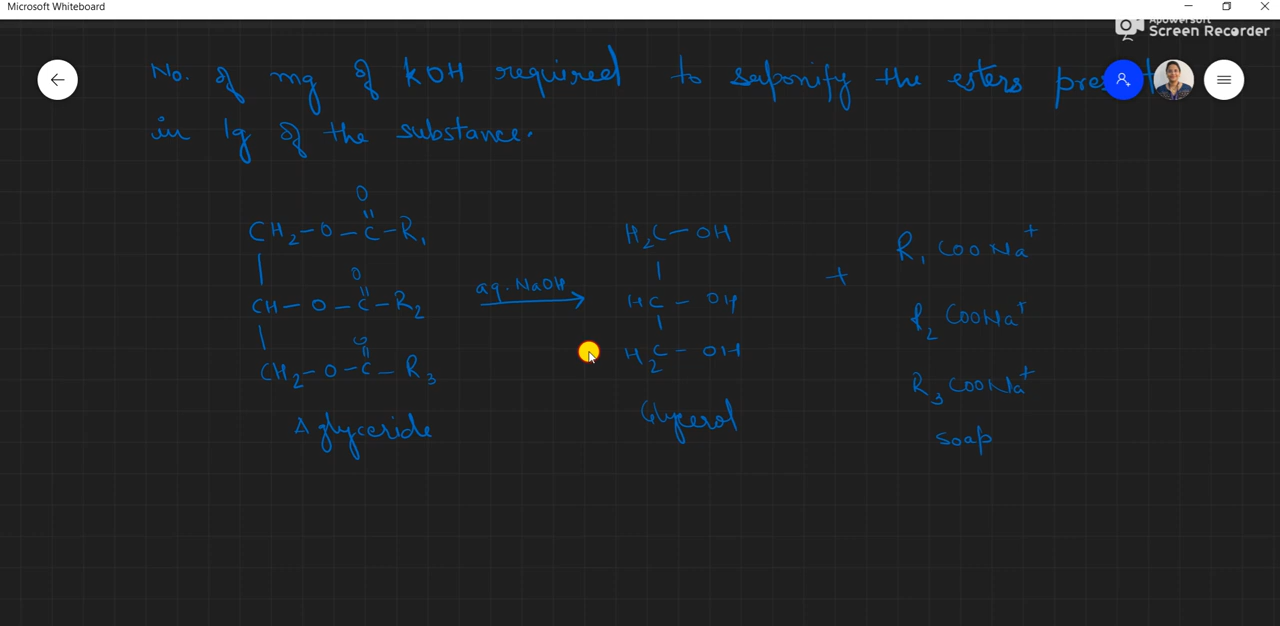 Microsoft Whiteboard
Apowersoft
Screen Recorder
No. of mg of KOH required to saponify the esters
in 1g of the substance.
O
CH2-O-C-R1
O
CH-O-C-R2
O
CH2-O-C-R3
A glyceride
aq. NaOH
H2C-OH
HC-OH
H2C-OH
Glycerol
+
R1COONa+
R2COONa+
R3COONa+
Soap